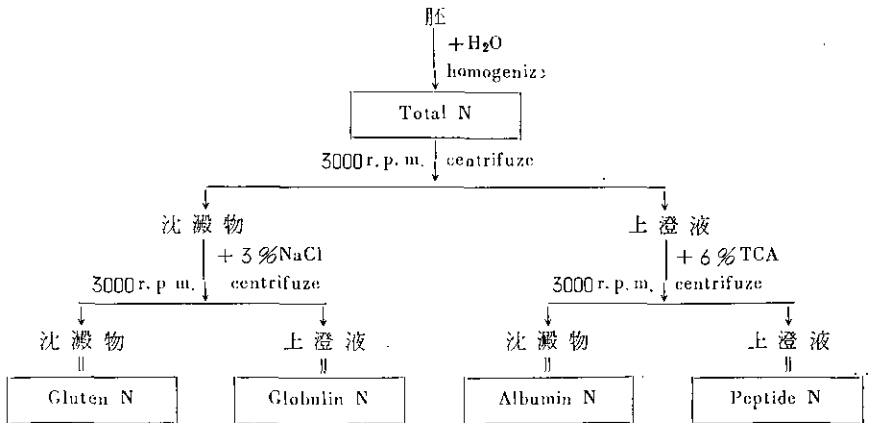 胚
+H₂O
homogenize
Total N
3000 r. p. m. centrifuze
沈澱物 上澄液
+3%NaCl +6%TCA
3000 r. p m. centrifuze 3000 r. p. m. centrifuze
沈澱物 上澄液 沈澱物 上澄液
Gluten N Globulin N Albumin N Peptide N